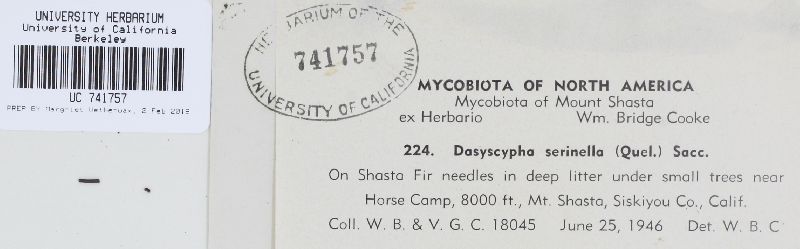 UNIVERSITY HERBARIUM
University of California
Berkeley
UC 741757
PREP BY Margriet Wetherwax, 2 Feb 2018
HERBARIUM OF THE
741757
UNIVERSITY OF CALIFORNIA
MYCOBIOTA OF NORTH AMERICA
Mycobiota of Mount Shasta
ex Herbario Wm. Bridge Cooke
224. Dasyscypha serinella (Quel.) Sacc.
On Shasta Fir needles in deep litter under small trees near
Horse Camp, 8000 ft., Mt. Shasta, Siskiyou Co., Calif.
Coll. W. B. & V. G. C. 18045 June 25, 1946 Det. W. B. C